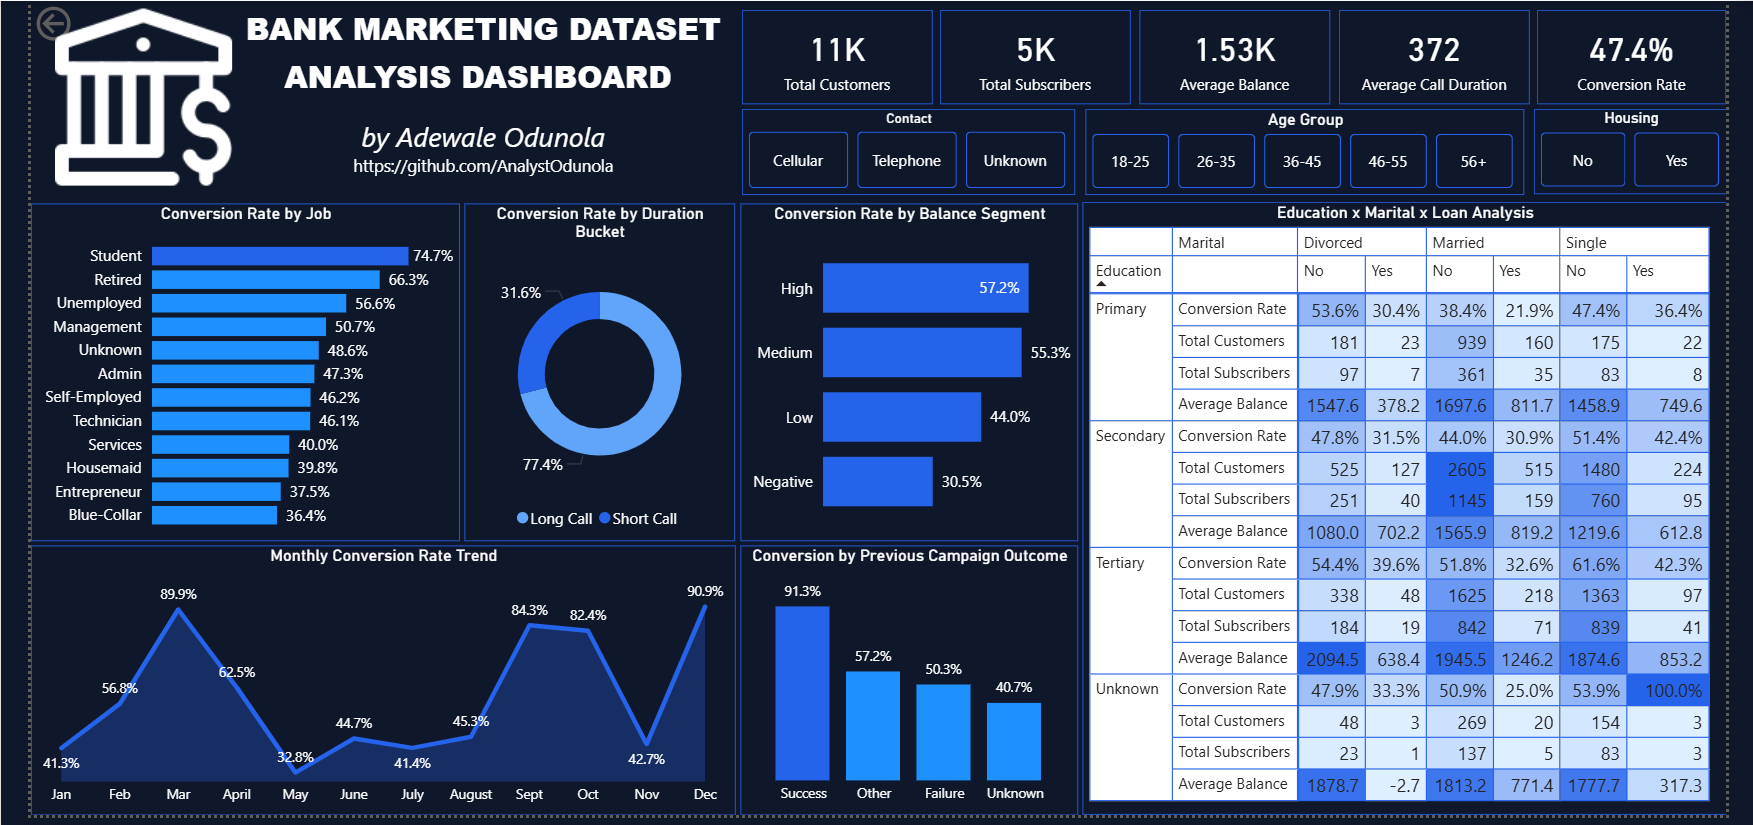 BANK MARKETING DATASET
ANALYSIS DASHBOARD
by Adewale Odunola
https://github.com/AnalystOdunola
11K
Total Customers
5K
Total Subscribers
1.53K
Average Balance
372
Average Call Duration
47.4%
Conversion Rate
Contact
Cellular Telephone Unknown
Age Group
18-25 26-35 36-45 46-55 56+
Housing
No Yes
Conversion Rate by Job
Student 74.7%
Retired 66.3%
Unemployed 56.6%
Management 50.7%
Unknown 48.6%
Admin 47.3%
Self-Employed 46.2%
Technician 46.1%
Services 40.0%
Housemaid 39.8%
Entrepreneur 37.5%
Blue-Collar 36.4%
Conversion Rate by Duration
Bucket
31.6%
77.4%
Long Call Short Call
Conversion Rate by Balance Segment
High 57.2%
Medium 55.3%
Low 44.0%
Negative 30.5%
Education x Marital x Loan Analysis
Marital Divorced Married Single
Education No Yes No Yes No Yes
Primary Conversion Rate 53.6% 30.4% 38.4% 21.9% 47.4% 36.4%
Total Customers 181 23 939 160 175 22
Total Subscribers 97 7 361 35 83 8
Average Balance 1547.6 378.2 1697.6 811.7 1458.9 749.6
Secondary Conversion Rate 47.8% 31.5% 44.0% 30.9% 51.4% 42.4%
Total Customers 525 127 2605 515 1480 224
Total Subscribers 251 40 1145 159 760 95
Average Balance 1080.0 702.2 1565.9 819.2 1219.6 612.8
Tertiary Conversion Rate 54.4% 39.6% 51.8% 32.6% 61.6% 42.3%
Total Customers 338 48 1625 218 1363 97
Total Subscribers 184 19 842 71 839 41
Average Balance 2094.5 638.4 1945.5 1246.2 1874.6 853.2
Unknown Conversion Rate 47.9% 33.3% 50.9% 25.0% 53.9% 100.0%
Total Customers 48 3 269 20 154 3
Total Subscribers 23 1 137 5 83 3
Average Balance 1878.7 -2.7 1813.2 771.4 1777.7 317.3
Monthly Conversion Rate Trend
41.3% 56.8% 89.9% 62.5% 32.8% 44.7% 41.4% 45.3% 84.3% 82.4% 42.7% 90.9%
Jan Feb Mar April May June July August Sept Oct Nov Dec
Conversion by Previous Campaign Outcome
91.3% 57.2% 50.3% 40.7%
Success Other Failure Unknown